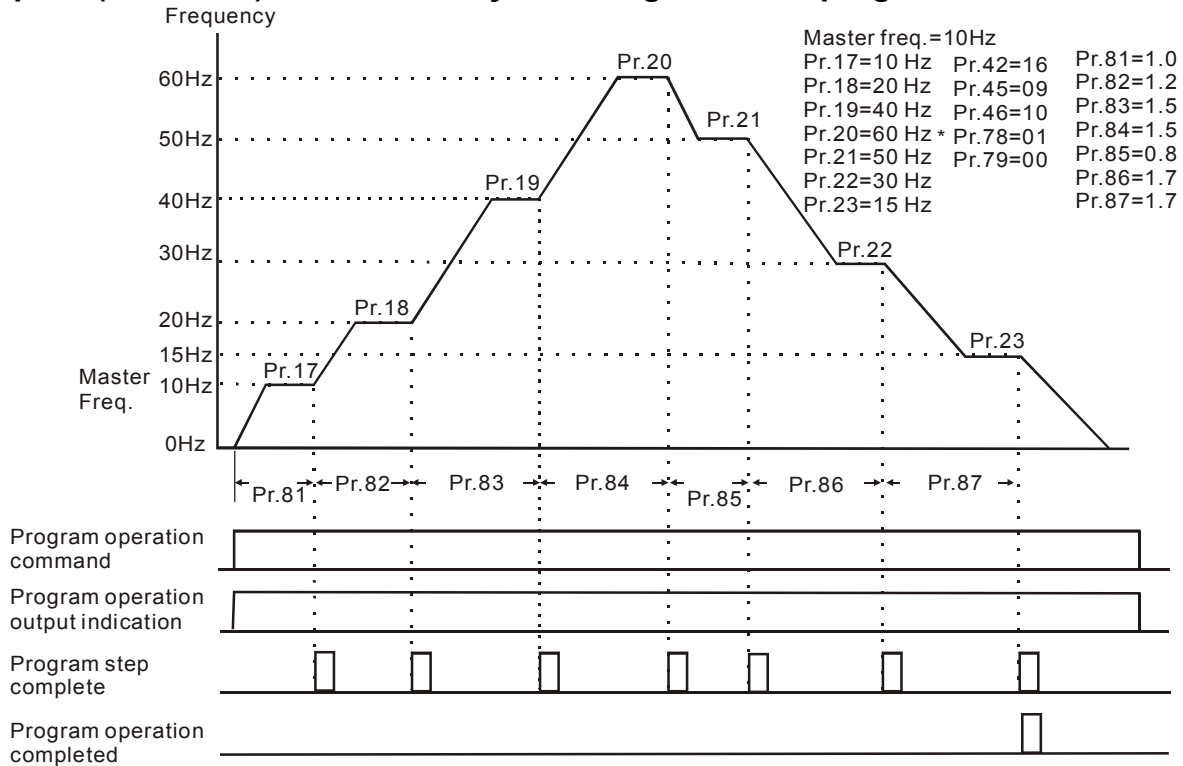 Frequency
Master freq.=10Hz
Pr.17=10 Hz
Pr.18=20 Hz
Pr.19=40 Hz
Pr.20=60 Hz
Pr.21=50 Hz
Pr.22=30 Hz
Pr.23=15 Hz
Pr.42=16
Pr.45=09
Pr.46=10
* Pr.78=01
Pr.79=00
Pr.81=1.0
Pr.82=1.2
Pr.83=1.5
Pr.84=1.5
Pr.85=0.8
Pr.86=1.7
Pr.87=1.7
60Hz
50Hz
40Hz
30Hz
20Hz
15Hz
Master Freq.
10Hz
0Hz
Pr.17
Pr.18
Pr.19
Pr.20
Pr.21
Pr.22
Pr.23
Pr.81
Pr.82
Pr.83
Pr.84
Pr.85
Pr.86
Pr.87
Program operation
command
Program operation
output indication
Program step
complete
Program operation
completed